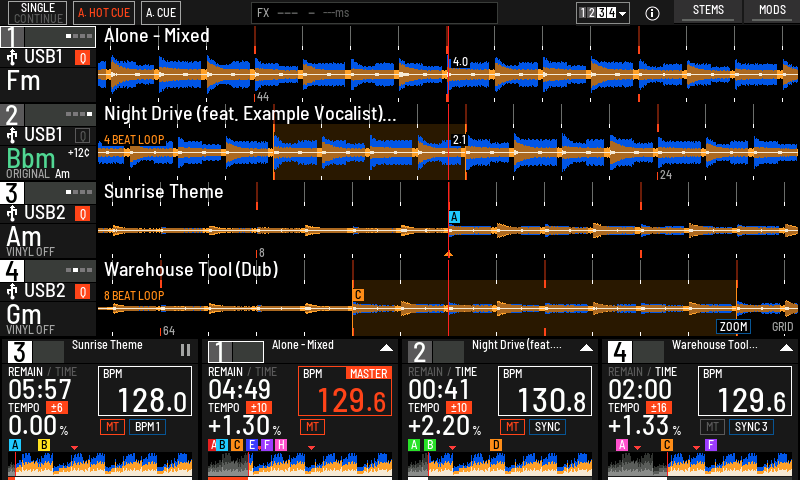 SINGLE
CONTINUE
A. HOT CUE
A. CUE
FX --- - ---ms
1 2 3 4
STEMS
MODS
1
USB1 0
Fm
Alone - Mixed
4.0
44
2
USB1 0
Bbm +12¢
ORIGINAL Am
Night Drive (feat. Example Vocalist)...
4 BEAT LOOP
2.1
24
3
USB2 0
Am
VINYL OFF
Sunrise Theme
A
8
4
USB2 0
Gm
VINYL OFF
Warehouse Tool (Dub)
8 BEAT LOOP
C
64
ZOOM GRID
3 Sunrise Theme
REMAIN / TIME
05:57
TEMPO ±6
0.00 %
BPM
128.0
MT BPM 1
A B
1 Alone - Mixed
REMAIN / TIME
04:49
TEMPO ±10
+1.30 %
BPM MASTER
129.6
MT
A B C E F H
2 Night Drive (feat....
REMAIN / TIME
00:41
TEMPO ±10
+2.20 %
BPM
130.8
MT SYNC
A B D
4 Warehouse Tool...
REMAIN / TIME
02:00
TEMPO ±16
+1.33 %
BPM
129.6
MT SYNC 3
A C F